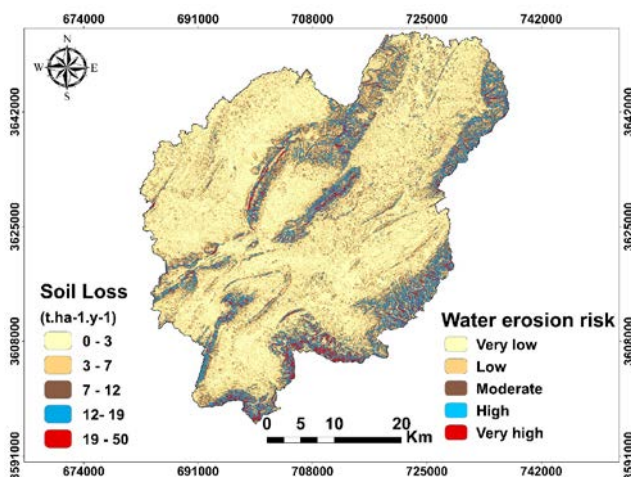 674000 691000 708000 725000 742000
N
W E
S
3642000 3642000
3625000 3625000
3608000 3608000
3591000 3591000
Soil Loss
(t.ha-1.y-1)
0 - 3
3 - 7
7 - 12
12- 19
19 - 50
Water erosion risk
Very low
Low
Moderate
High
Very high
0 5 10 20
Km
674000 691000 708000 725000 742000